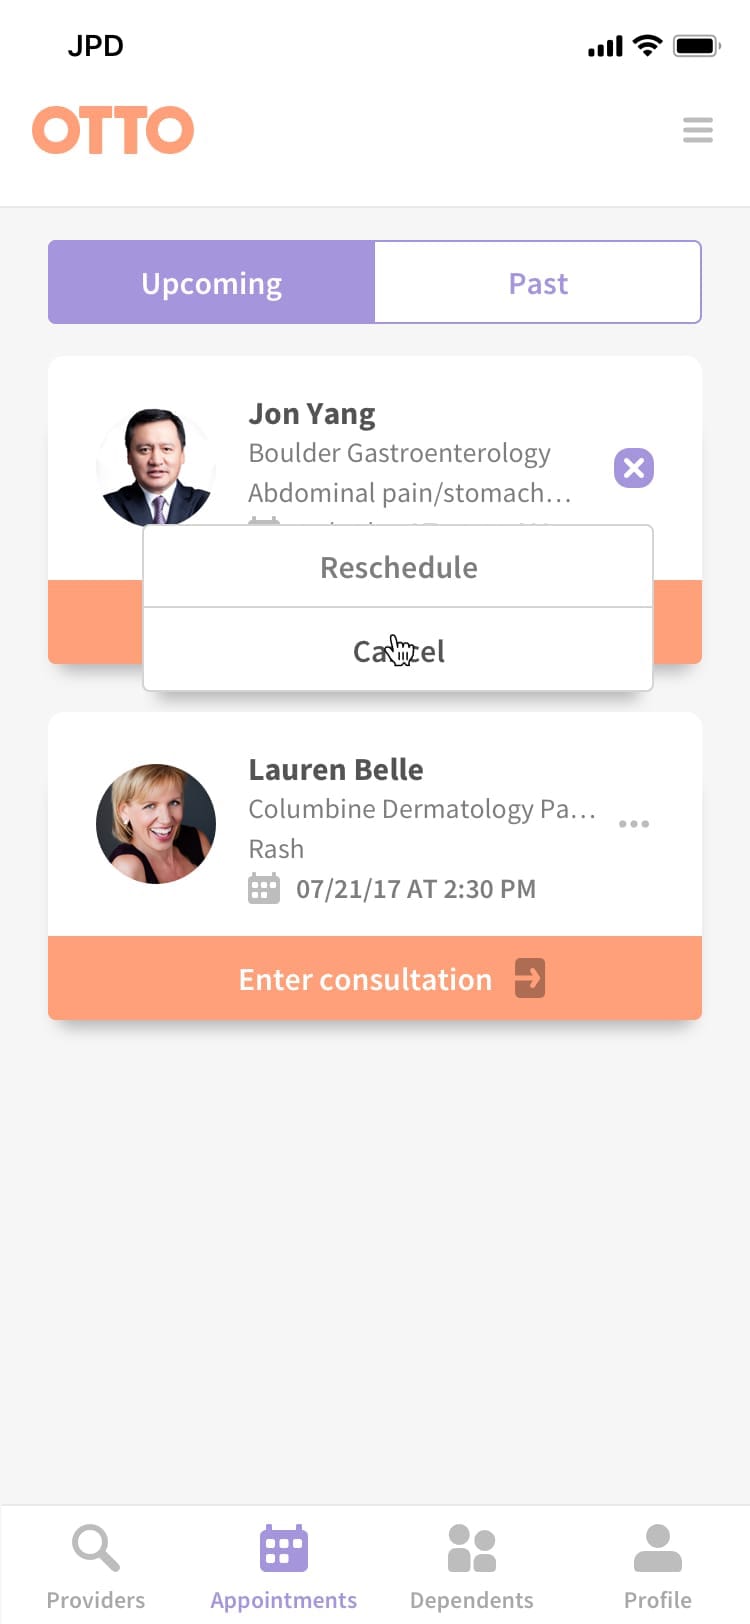 JPD
OTTO
Upcoming
Past
Jon Yang
Boulder Gastroenterology
Abdominal pain/stomach…
Reschedule
Cancel
Lauren Belle
Columbine Dermatology Pa…
Rash
07/21/17 AT 2:30 PM
Enter consultation
Providers
Appointments
Dependents
Profile